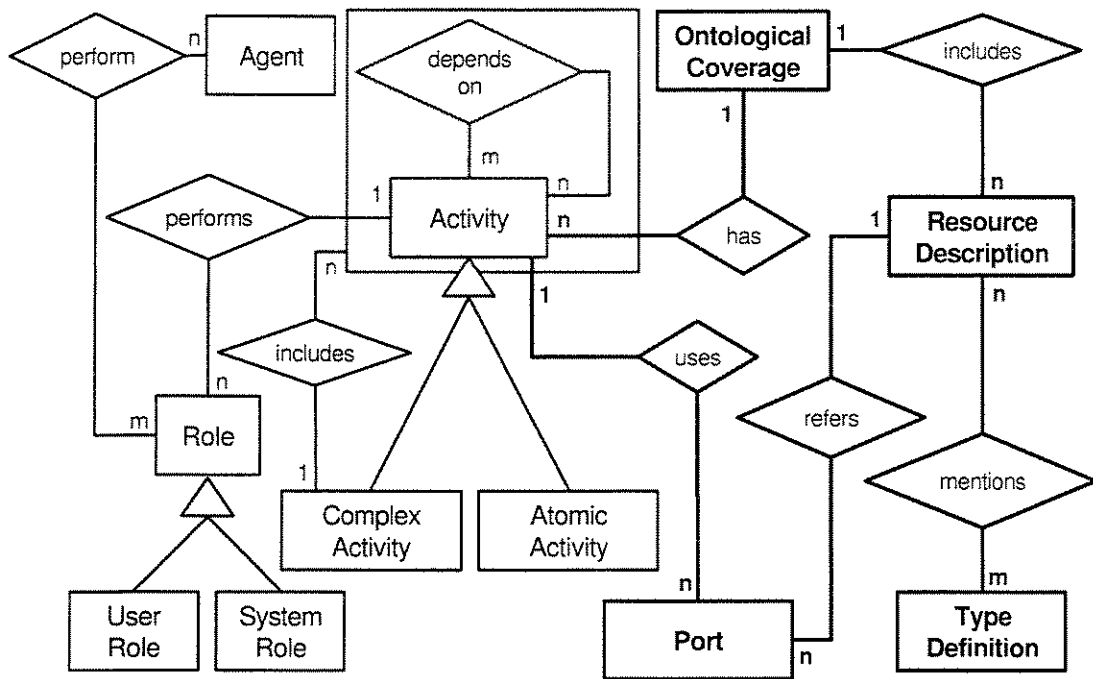 perform
n
Agent
depends
on
m
n
Ontological
Coverage
1
includes
1
n
performs
1
Activity
n
has
1
Resource
Description
n
n
1
includes
uses
refers
n
m
Role
1
Complex
Activity
Atomic
Activity
mentions
User
Role
System
Role
n
Port
n
m
Type
Definition